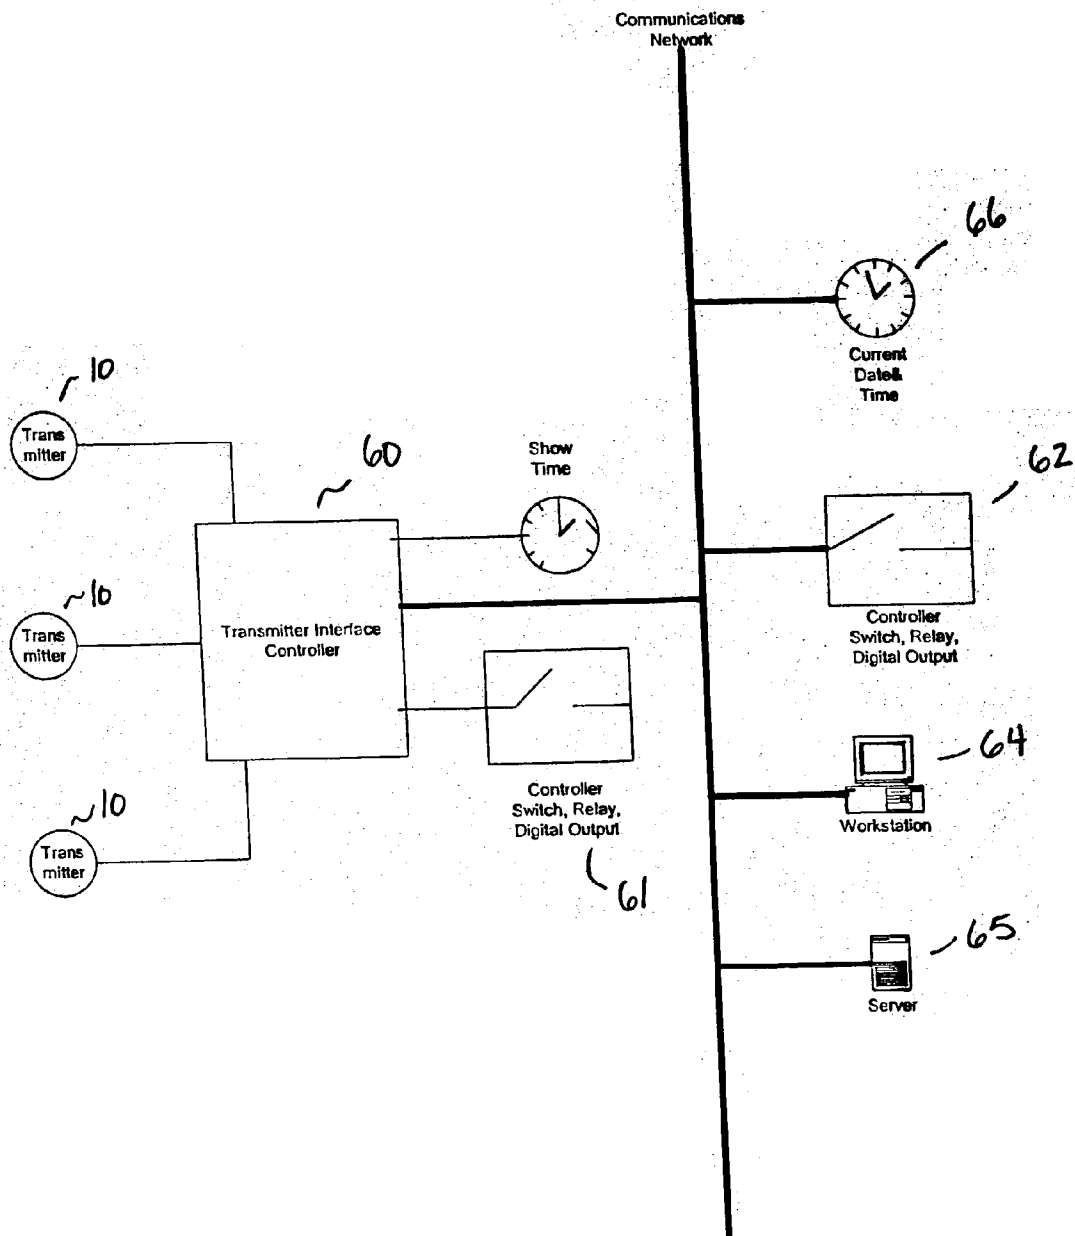 Communications
Network
66
Current
Date&
Time
10
Trans
mitter
60
Show
Time
62
Controller
Switch, Relay,
Digital Output
10
Trans
mitter
Transmitter Interface
Controller
64
Workstation
10
Trans
mitter
Controller
Switch, Relay,
Digital Output
61
65
Server